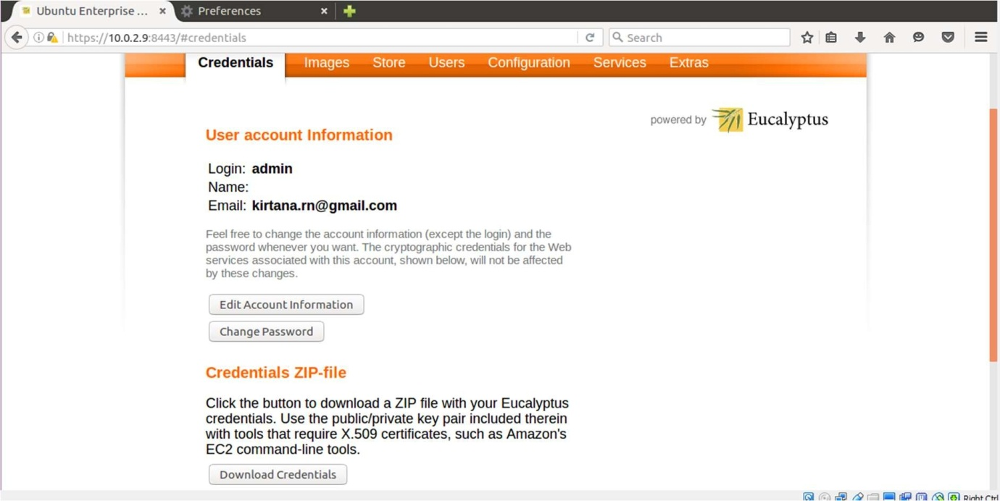 Ubuntu Enterprise ... × Preferences ×
https://10.0.2.9:8443/#credentials Search
Credentials Images Store Users Configuration Services Extras
powered by Eucalyptus
User account Information
Login: admin
Name:
Email: kirtana.rn@gmail.com
Feel free to change the account information (except the login) and the
password whenever you want. The cryptographic credentials for the Web
services associated with this account, shown below, will not be affected
by these changes.
Edit Account Information
Change Password
Credentials ZIP-file
Click the button to download a ZIP file with your Eucalyptus
credentials. Use the public/private key pair included therein
with tools that require X.509 certificates, such as Amazon's
EC2 command-line tools.
Download Credentials
Right Ctrl